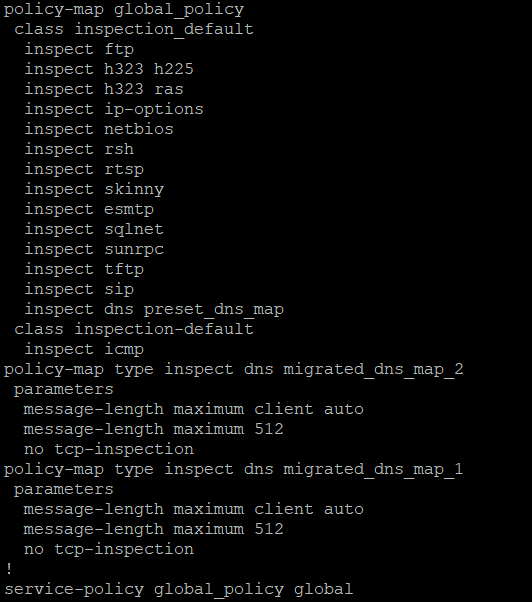 policy-map global_policy
 class inspection_default
  inspect ftp
  inspect h323 h225
  inspect h323 ras
  inspect ip-options
  inspect netbios
  inspect rsh
  inspect rtsp
  inspect skinny
  inspect esmtp
  inspect sqlnet
  inspect sunrpc
  inspect tftp
  inspect sip
  inspect dns preset_dns_map
 class inspection-default
  inspect icmp
policy-map type inspect dns migrated_dns_map_2
 parameters
  message-length maximum client auto
  message-length maximum 512
  no tcp-inspection
policy-map type inspect dns migrated_dns_map_1
 parameters
  message-length maximum client auto
  message-length maximum 512
  no tcp-inspection
!
service-policy global_policy global